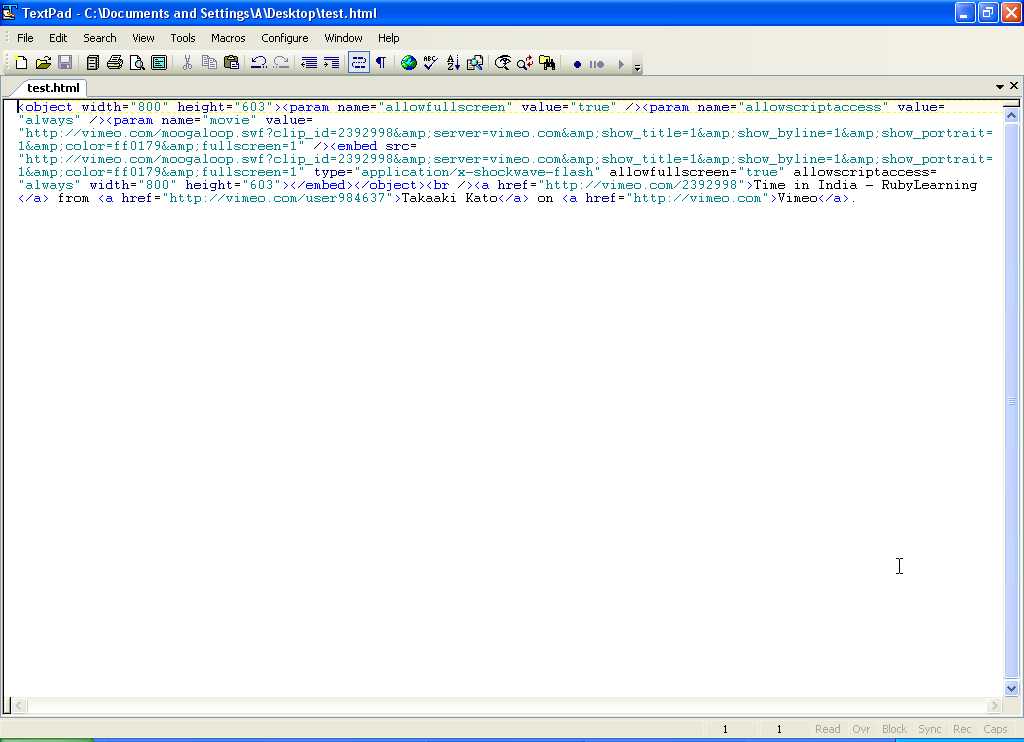 TextPad - C:\Documents and Settings\A\Desktop\test.html
File Edit Search View Tools Macros Configure Window Help
test.html
<object width="800" height="603"><param name="allowfullscreen" value="true" /><param name="allowscriptaccess" value=
"always" /><param name="movie" value=
"http://vimeo.com/moogaloop.swf?clip_id=2392998&amp;server=vimeo.com&amp;show_title=1&amp;show_byline=1&amp;show_portrait=
1&amp;color=ff0179&amp;fullscreen=1" /><embed src=
"http://vimeo.com/moogaloop.swf?clip_id=2392998&amp;server=vimeo.com&amp;show_title=1&amp;show_byline=1&amp;show_portrait=
1&amp;color=ff0179&amp;fullscreen=1" type="application/x-shockwave-flash" allowfullscreen="true" allowscriptaccess=
"always" width="800" height="603"></embed></object><br /><a href="http://vimeo.com/2392998">Time in India – RubyLearning
</a> from <a href="http://vimeo.com/user984637">Takaaki Kato</a> on <a href="http://vimeo.com">Vimeo</a>.
1 1 Read Ovr Block Sync Rec Caps